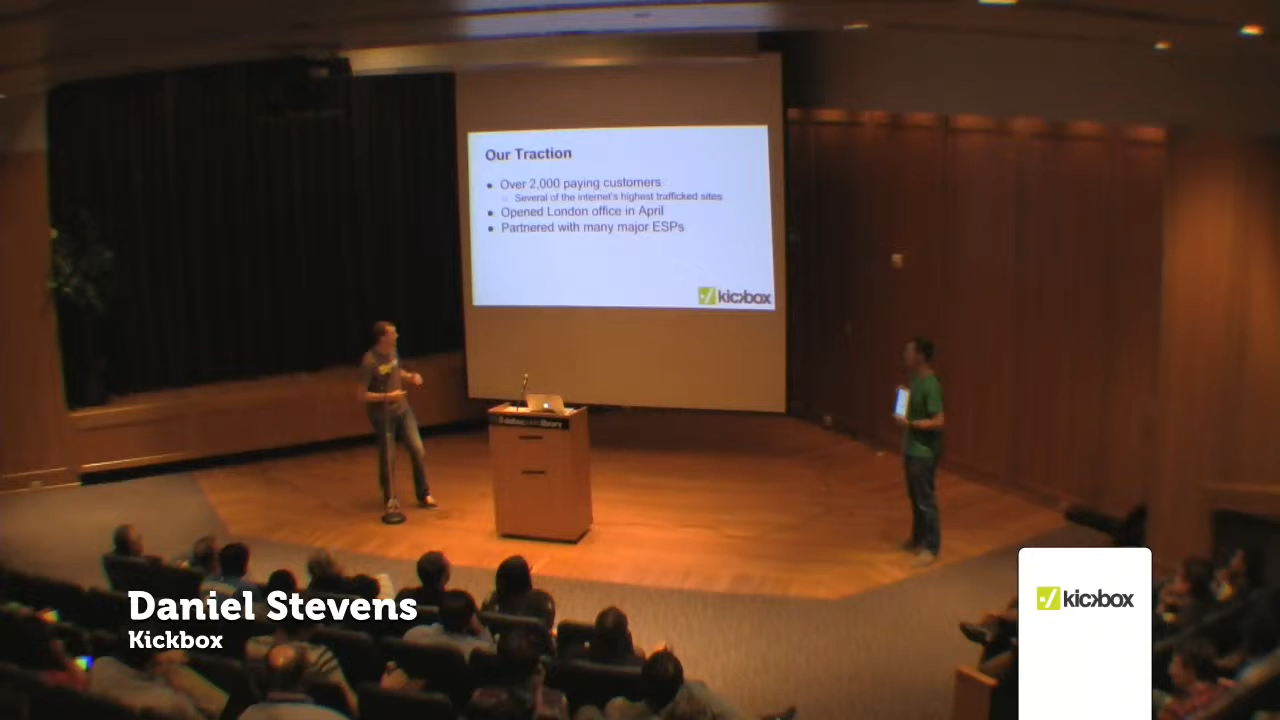 Our Traction
● Over 2,000 paying customers
○ Several of the internet's highest trafficked sites
● Opened London office in April
● Partnered with many major ESPs
kickbox
Daniel Stevens
Kickbox
kickbox